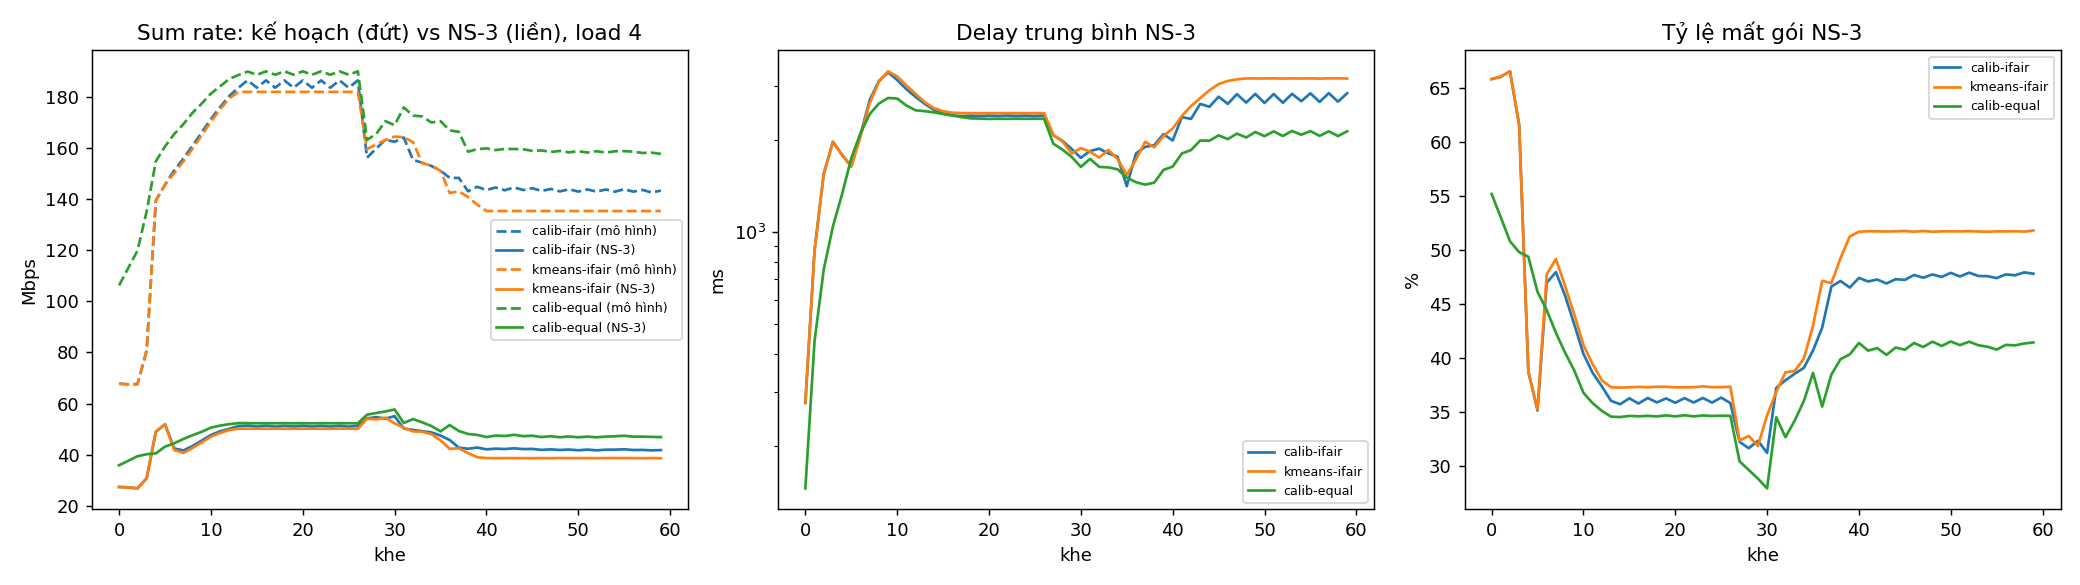 Sum rate: kế hoạch (đứt) vs NS-3 (liền), load 4
Mbps
180
160
140
120
100
80
60
40
20
calib-ifair (mô hình)
calib-ifair (NS-3)
kmeans-ifair (mô hình)
kmeans-ifair (NS-3)
calib-equal (mô hình)
calib-equal (NS-3)
0 10 20 30 40 50 60
khe
Delay trung bình NS-3
ms
10³
calib-ifair
kmeans-ifair
calib-equal
0 10 20 30 40 50 60
khe
Tỷ lệ mất gói NS-3
%
65
60
55
50
45
40
35
30
calib-ifair
kmeans-ifair
calib-equal
0 10 20 30 40 50 60
khe